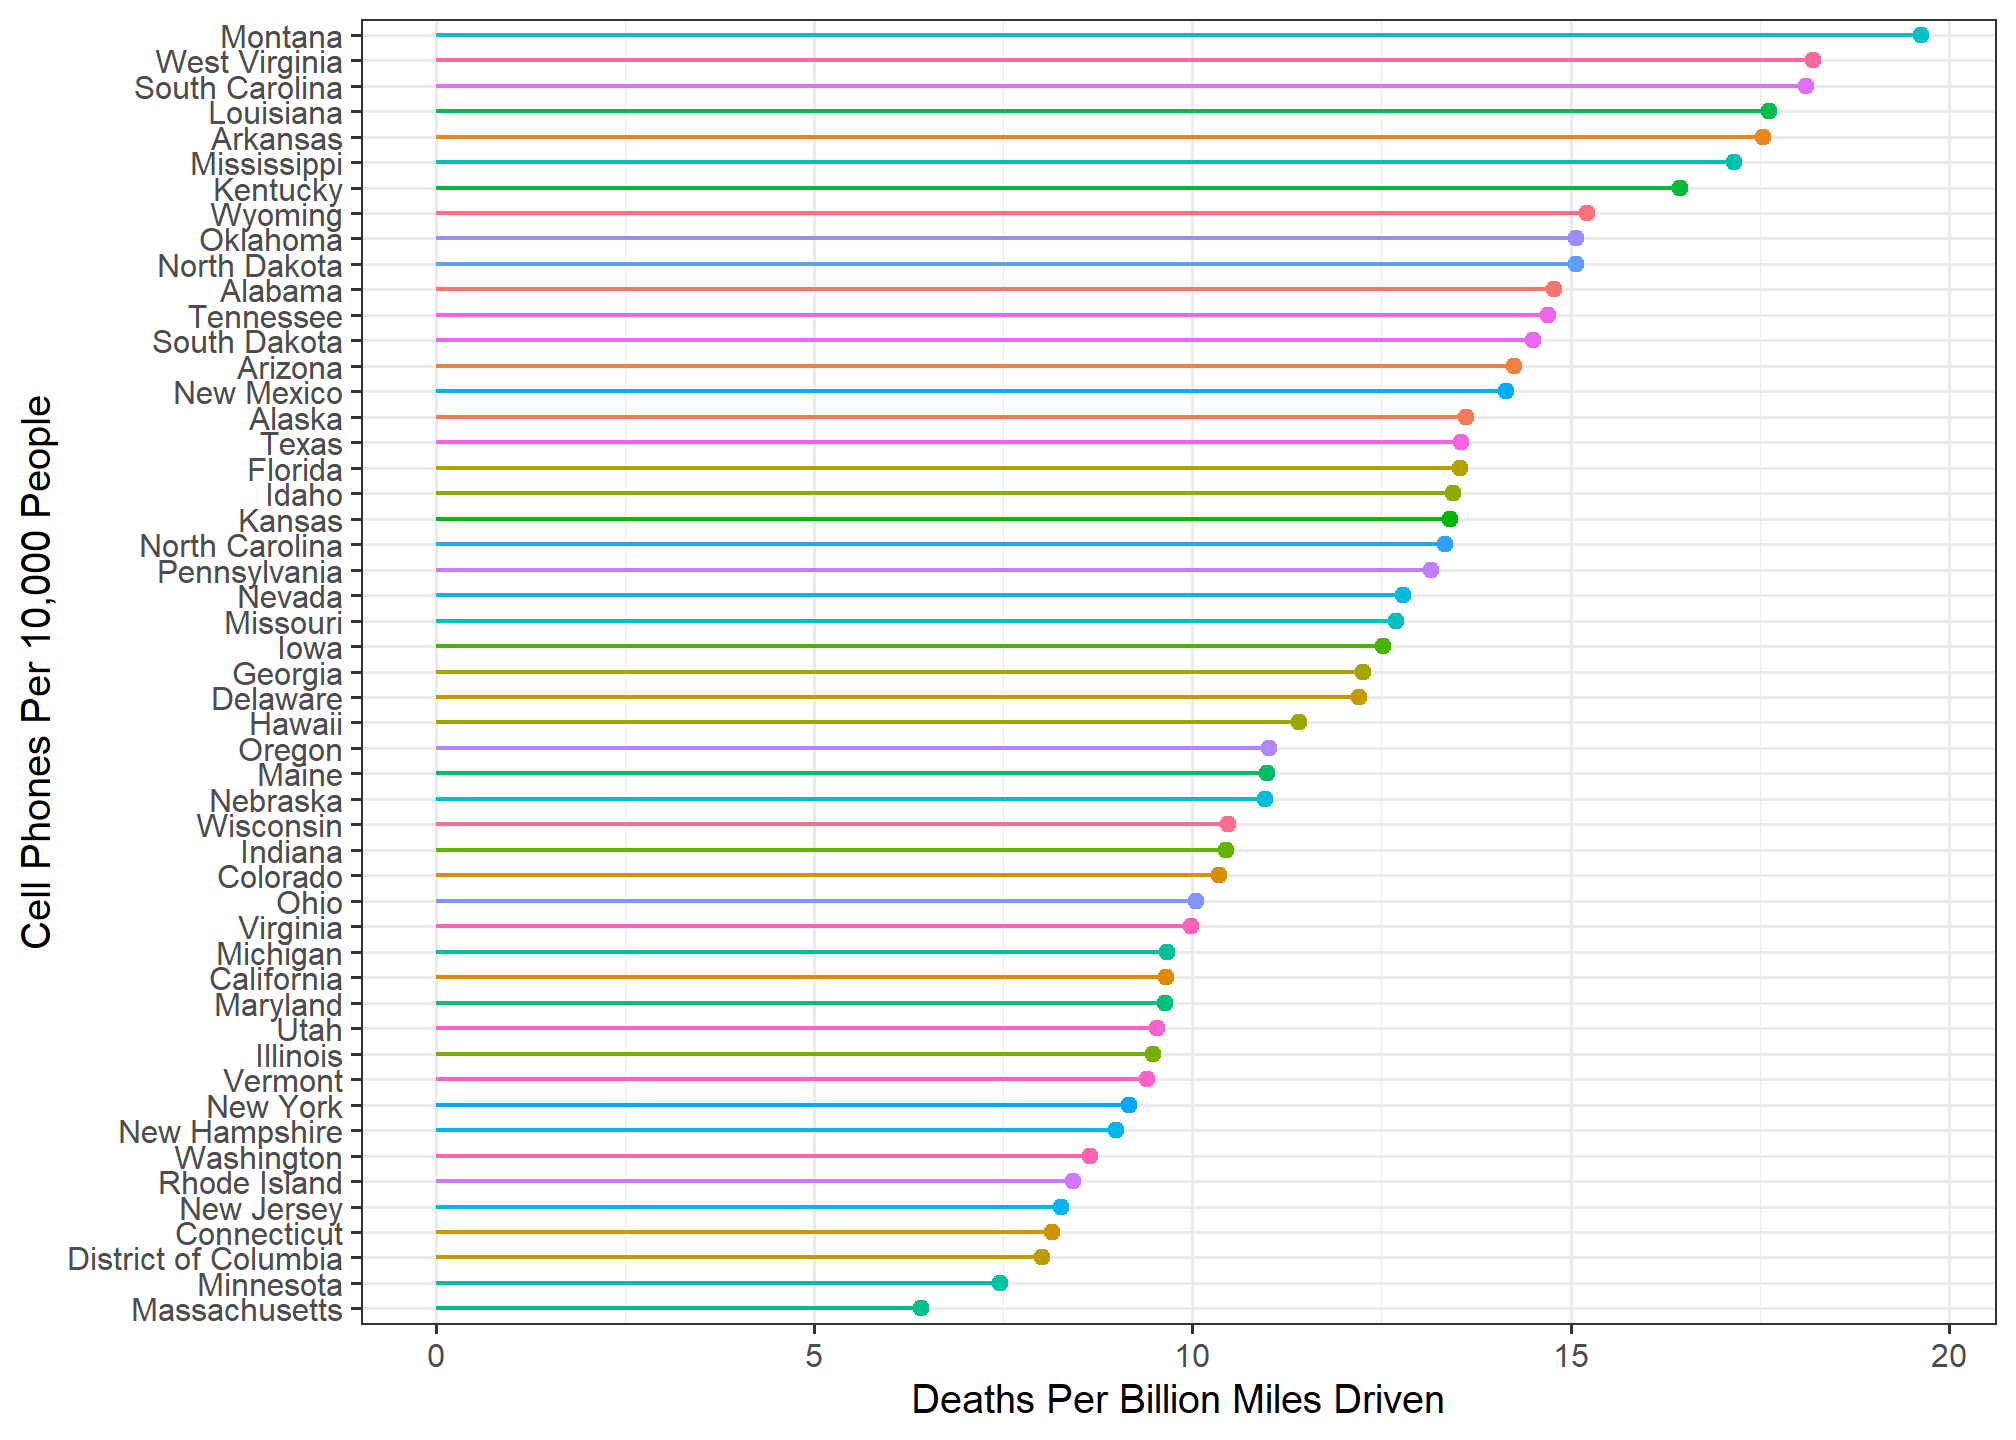 Cell Phones Per 10,000 People
Montana
West Virginia
South Carolina
Louisiana
Arkansas
Mississippi
Kentucky
Wyoming
Oklahoma
North Dakota
Alabama
Tennessee
South Dakota
Arizona
New Mexico
Alaska
Texas
Florida
Idaho
Kansas
North Carolina
Pennsylvania
Nevada
Missouri
Iowa
Georgia
Delaware
Hawaii
Oregon
Maine
Nebraska
Wisconsin
Indiana
Colorado
Ohio
Virginia
Michigan
California
Maryland
Utah
Illinois
Vermont
New York
New Hampshire
Washington
Rhode Island
New Jersey
Connecticut
District of Columbia
Minnesota
Massachusetts
0 5 10 15 20
Deaths Per Billion Miles Driven